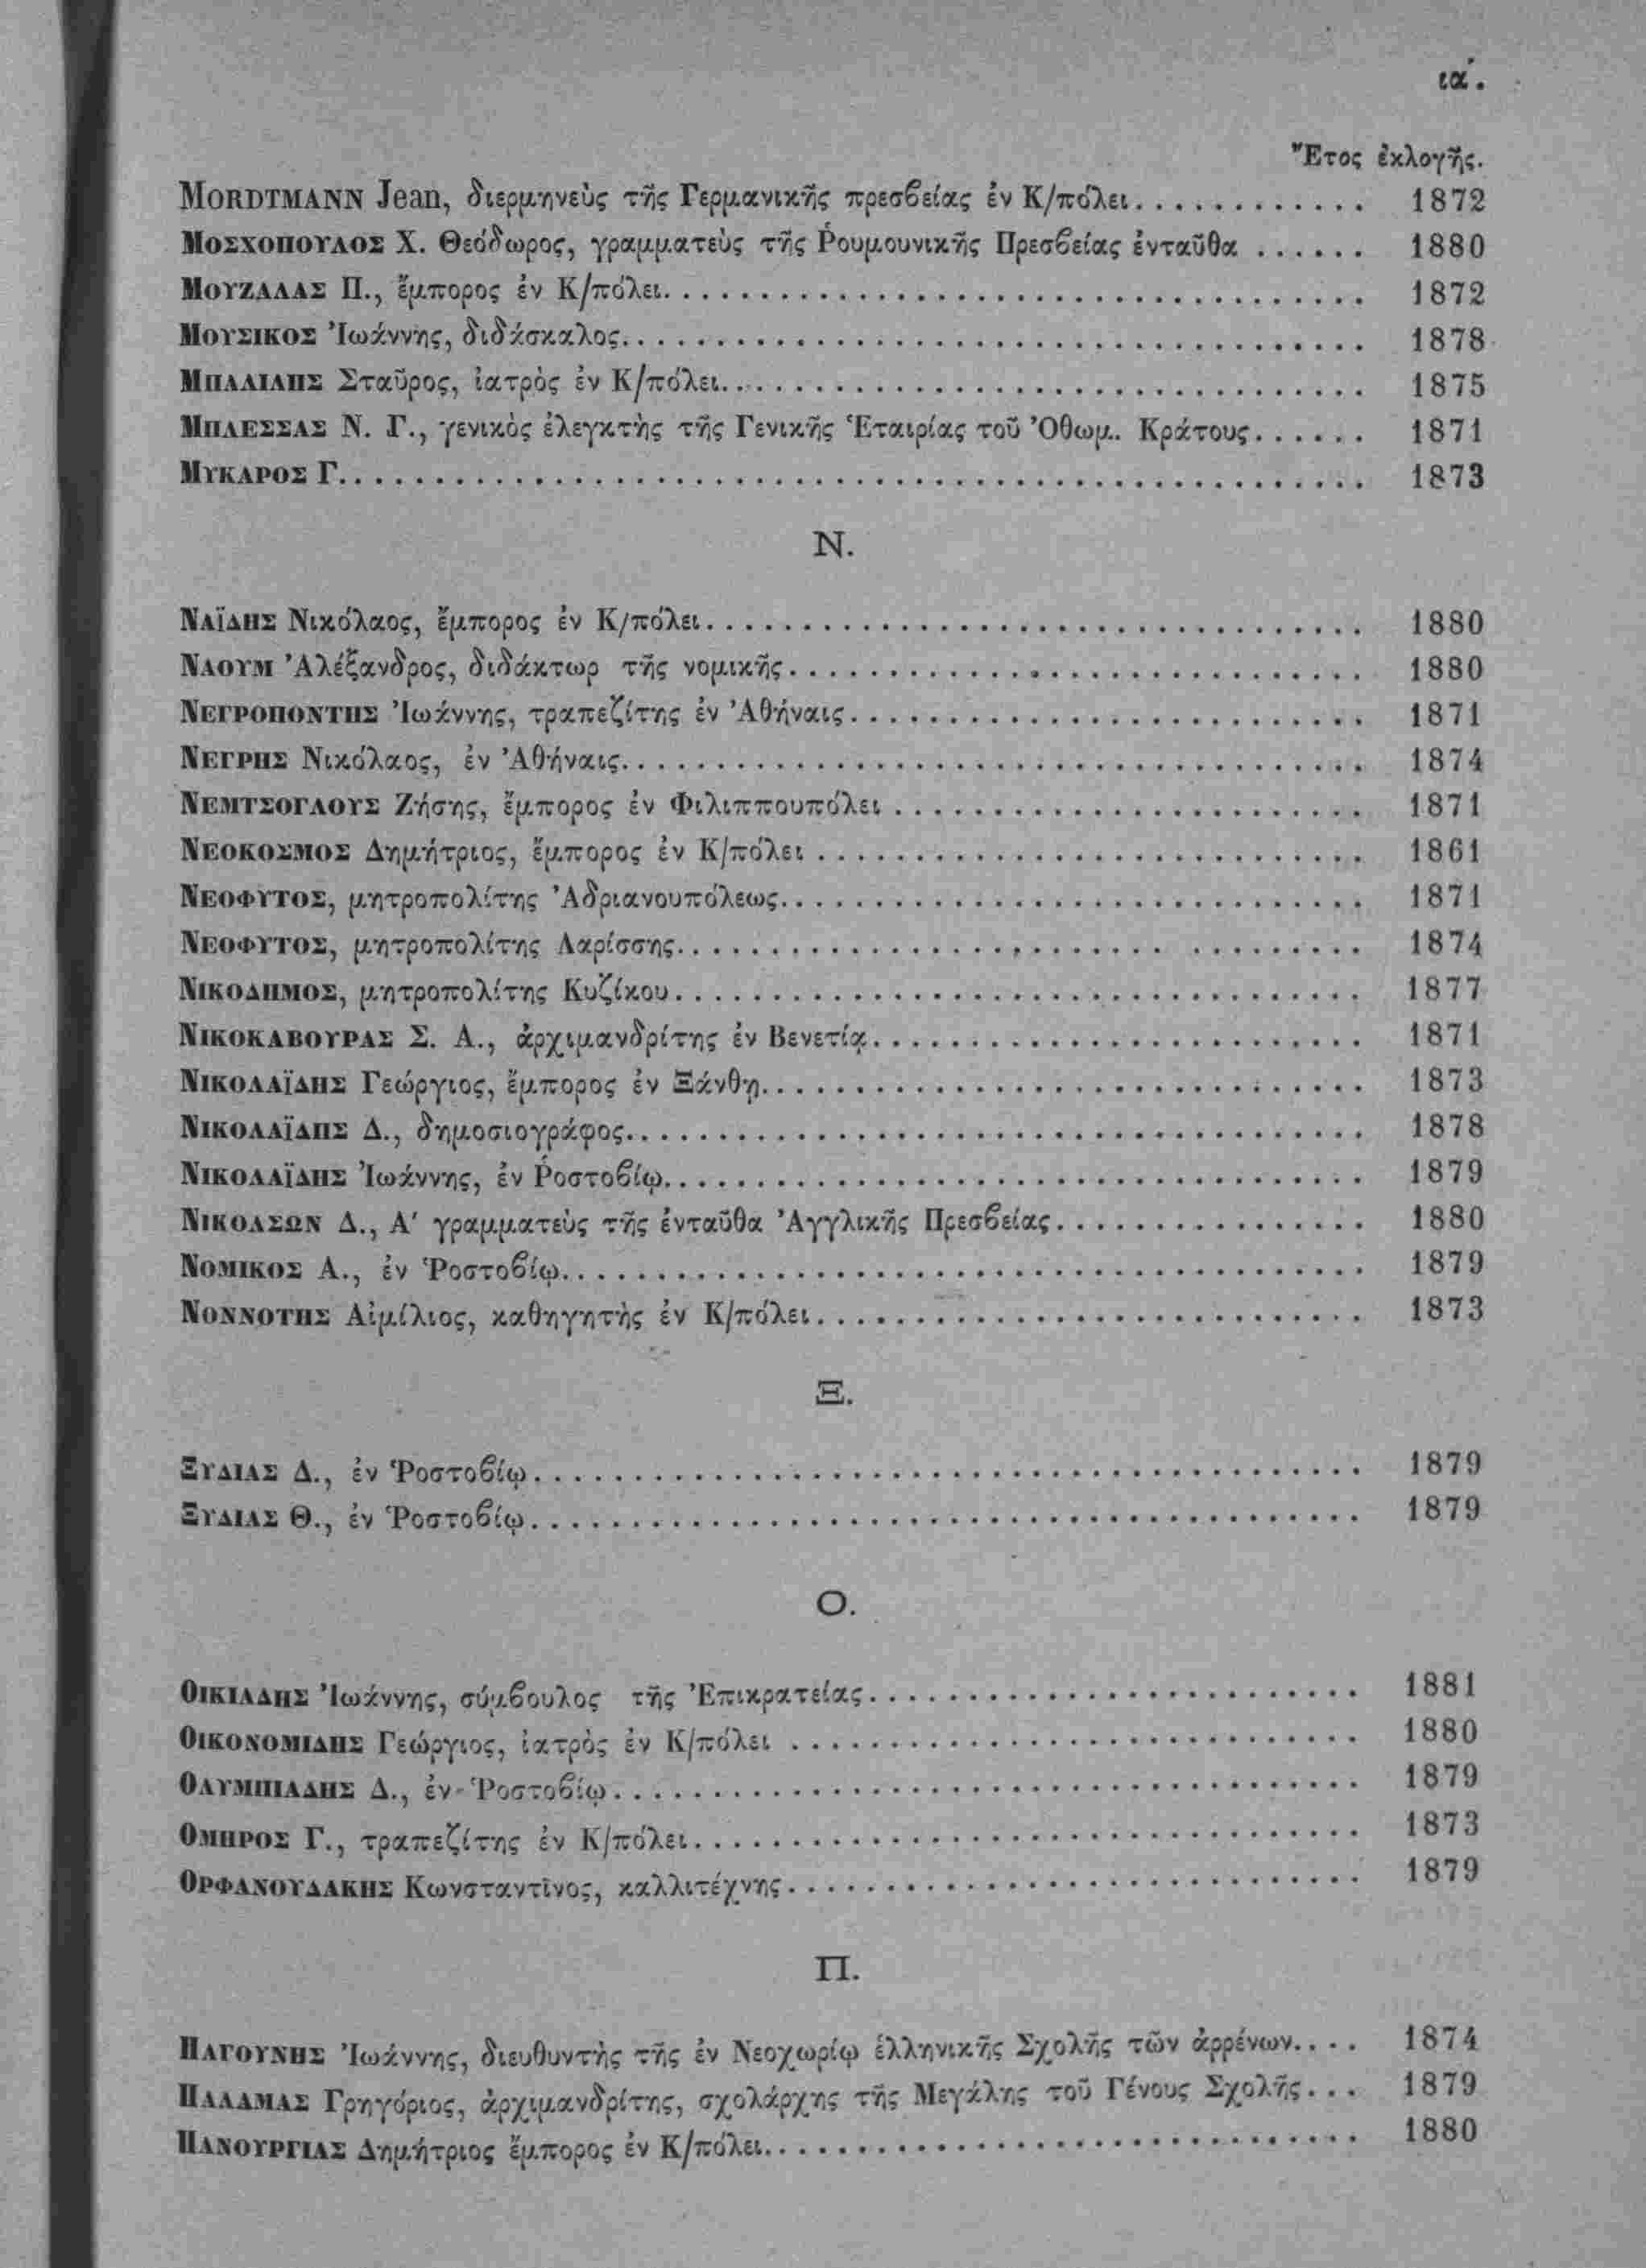 ια΄.
Ἔτος ἐκλογῆς.
MORDTMANN Jean, διερμηνεὺς τῆς Γερμανικῆς πρεσβείας ἐν Κ/πόλει............ 1872
ΜΟΣΧΟΠΟΥΛΟΣ Χ. Θεόδωρος, γραμματεὺς τῆς Ῥουμουνικῆς Πρεσβείας ἐνταῦθα ...... 1880
ΜΟΥΖΑΛΑΣ Π., ἔμπορος ἐν Κ/πόλει.............................. 1872
ΜΟΥΣΙΚΟΣ Ἰωάννης, διδάσκαλος.............................. 1878
ΜΠΑΛΙΔΗΣ Σταῦρος, ἰατρὸς ἐν Κ/πόλει.............................. 1875
ΜΠΛΕΣΣΑΣ Ν. Γ., γενικὸς ἐλεγκτὴς τῆς Γενικῆς Ἑταιρίας τοῦ Ὀθωμ. Κράτους...... 1871
ΜΥΚΑΡΟΣ Γ.............................. 1873
Ν.
ΝΑΪΔΗΣ Νικόλαος, ἔμπορος ἐν Κ/πόλει.............................. 1880
ΝΑΟΥΜ Ἀλέξανδρος, διδάκτωρ τῆς νομικῆς.............................. 1880
ΝΕΓΡΟΠΟΝΤΗΣ Ἰωάννης, τραπεζίτης ἐν Ἀθήναις.............................. 1871
ΝΕΓΡΗΣ Νικόλαος, ἐν Ἀθήναις.............................. 1874
ΝΕΜΤΣΟΓΛΟΥΣ Ζήσης, ἔμπορος ἐν Φιλιππουπόλει ........................ 1871
ΝΕΟΚΟΣΜΟΣ Δημήτριος, ἔμπορος ἐν Κ/πόλει ............................ 1861
ΝΕΟΦΥΤΟΣ, μητροπολίτης Ἀδριανουπόλεως.............................. 1871
ΝΕΟΦΥΤΟΣ, μητροπολίτης Λαρίσσης.............................. 1874
ΝΙΚΟΔΗΜΟΣ, μητροπολίτης Κυζίκου.............................. 1877
ΝΙΚΟΚΑΒΟΥΡΑΣ Σ. Α., ἀρχιμανδρίτης ἐν Βενετίᾳ.......................... 1871
ΝΙΚΟΛΑΪΔΗΣ Γεώργιος, ἔμπορος ἐν Ξάνθῃ.............................. 1873
ΝΙΚΟΛΑΪΔΗΣ Δ., δημοσιογράφος.............................. 1878
ΝΙΚΟΛΑΪΔΗΣ Ἰωάννης, ἐν Ῥοστοβίῳ.............................. 1879
ΝΙΚΟΛΣΩΝ Δ., Α΄ γραμματεὺς τῆς ἐνταῦθα Ἀγγλικῆς Πρεσβείας................ 1880
ΝΟΜΙΚΟΣ Α., ἐν Ῥοστοβίῳ.............................. 1879
ΝΟΝΝΟΤΗΣ Αἰμίλιος, καθηγητὴς ἐν Κ/πόλει............................ 1873
Ξ.
ΞΥΔΙΑΣ Δ., ἐν Ῥοστοβίῳ.............................. 1879
ΞΥΔΙΑΣ Θ., ἐν Ῥοστοβίῳ.............................. 1879
Ο.
ΟΙΚΙΑΔΗΣ Ἰωάννης, σύμβουλος τῆς Ἐπικρατείας......................... 1881
ΟΙΚΟΝΟΜΙΔΗΣ Γεώργιος, ἰατρὸς ἐν Κ/πόλει ............................. 1880
ΟΛΥΜΠΙΑΔΗΣ Δ., ἐν Ῥοστοβίῳ.............................. 1879
ΟΜΗΡΟΣ Γ., τραπεζίτης ἐν Κ/πόλει.............................. 1873
ΟΡΦΑΝΟΥΔΑΚΗΣ Κωνσταντῖνος, καλλιτέχνης.............................. 1879
Π.
ΠΑΓΟΥΝΗΣ Ἰωάννης, διευθυντὴς τῆς ἐν Νεοχωρίῳ ἑλληνικῆς Σχολῆς τῶν ἀρρένων.... 1874
ΠΑΛΑΜΑΣ Γρηγόριος, ἀρχιμανδρίτης, σχολάρχης τῆς Μεγάλης τοῦ Γένους Σχολῆς... 1879
ΠΑΝΟΥΡΓΙΑΣ Δημήτριος ἔμπορος ἐν Κ/πόλει.............................. 1880